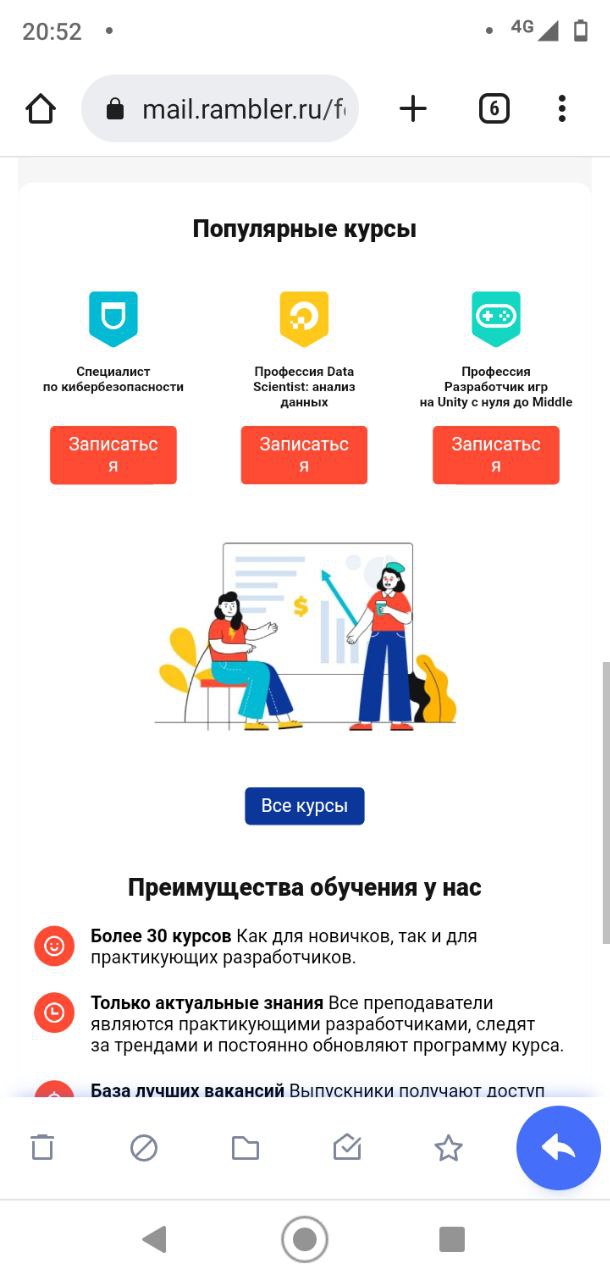 20:52
4G
mail.rambler.ru/f
6
Популярные курсы
Специалист
по кибербезопасности
Профессия Data
Scientist: анализ
данных
Профессия
Разработчик игр
на Unity с нуля до Middle
Записатьс
я
Записатьс
я
Записатьс
я
$
Все курсы
Преимущества обучения у нас
Более 30 курсов Как для новичков, так и для
практикующих разработчиков.
Только актуальные знания Все преподаватели
являются практикующими разработчиками, следят
за трендами и постоянно обновляют программу курса.
База лучших вакансий Выпускники получают доступ